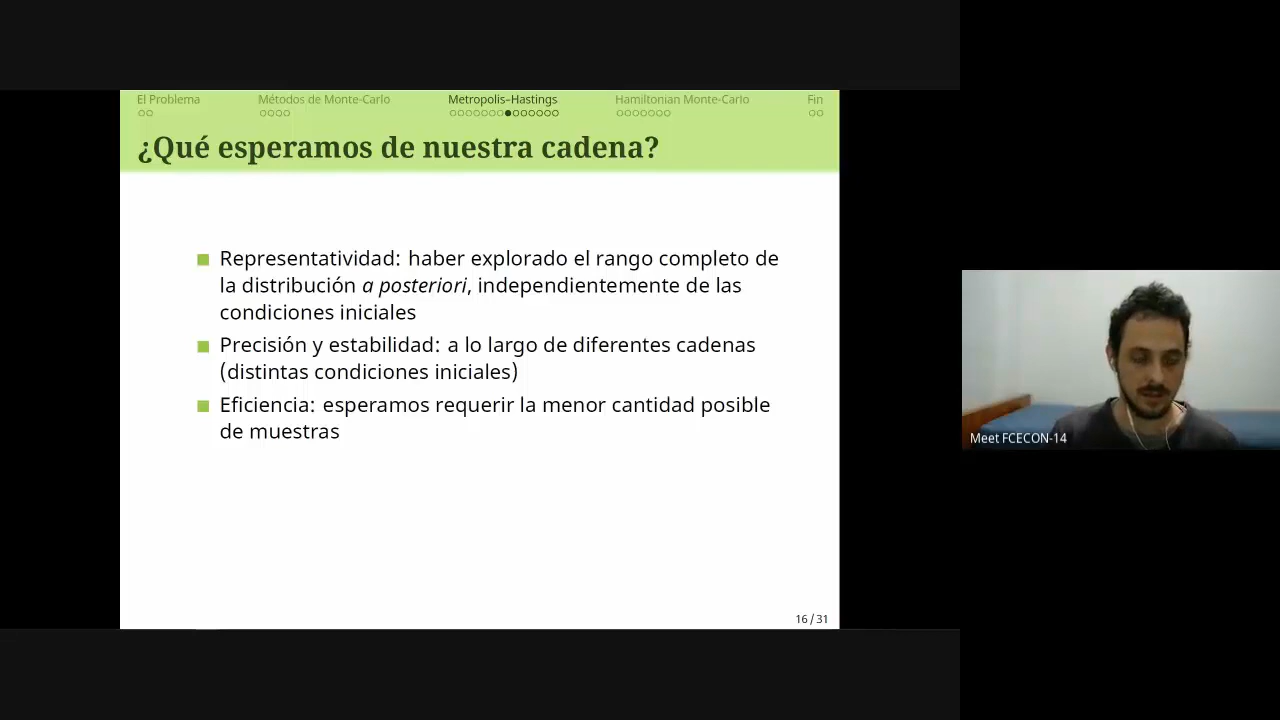 El Problema Métodos de Monte-Carlo Metropolis–Hastings Hamiltonian Monte-Carlo Fin
¿Qué esperamos de nuestra cadena?
Representatividad: haber explorado el rango completo de
la distribución a posteriori, independientemente de las
condiciones iniciales
Precisión y estabilidad: a lo largo de diferentes cadenas
(distintas condiciones iniciales)
Eficiencia: esperamos requerir la menor cantidad posible
de muestras
16 / 31
Meet FCECON-14